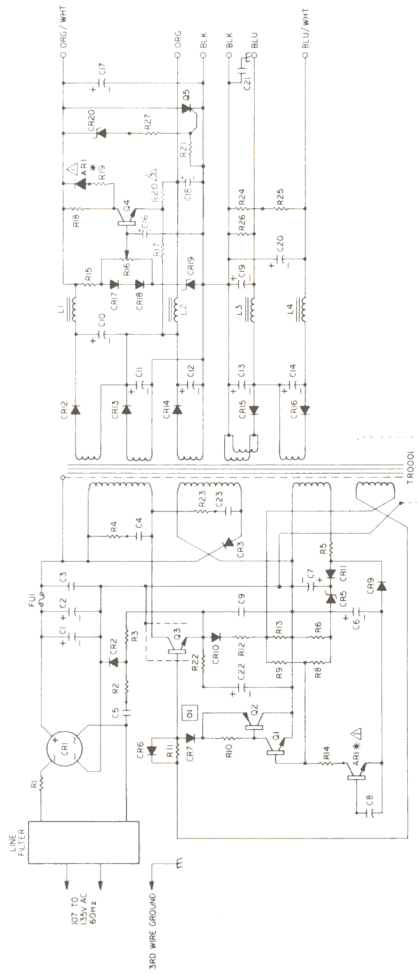 ORG/WHT
ORG
BLK
BLK
BLU
BLU/WHT
C17
CR20
R27
Q5
R21
AR1
*
R19
R18
Q4
C16
R20
C18
R17
C21
R24
R25
R26
C20
L1
R15
R16
CR17
CR18
C10
L2
CR19
C19
L3
L4
CR12
C11
CR13
CR14
C12
C13
CR15
C14
CR16
TR0001
R4
C4
R23
C23
CR3
R5
FU1
C3
C2
C1
CR2
R3
R2
C5
CR1
R1
LINE
FILTER
107 TO
135V AC
60Hz
3RD WIRE GROUND
Q3
CR10
R12
R22
C22
C9
R13
R9
R6
R8
C7
CR5
CR11
C6
CR9
CR6
R11
CR7
Q1
R10
Q2
Q1
R14
AR1*
C8